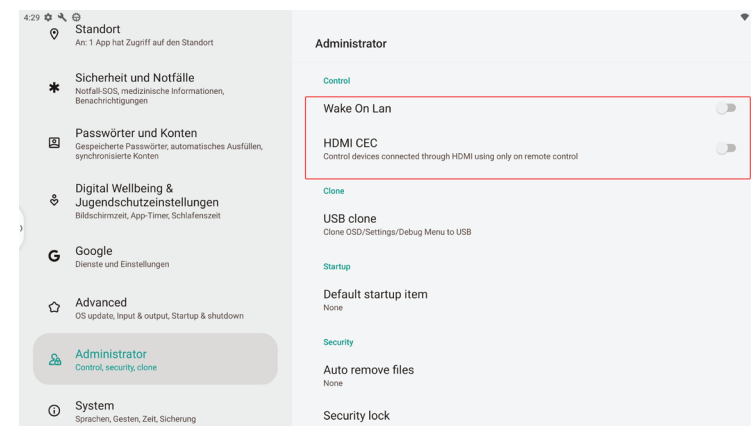 4:29
Standort
An: 1 App hat Zugriff auf den Standort
Sicherheit und Notfälle
Notfall-SOS, medizinische Informationen,
Benachrichtigungen
Passwörter und Konten
Gespeicherte Passwörter, automatisches Ausfüllen,
synchronisierte Konten
Digital Wellbeing &
Jugendschutzeinstellungen
Bildschirmzeit, App-Timer, Schlafenszeit
Google
Dienste und Einstellungen
Advanced
OS update, Input & output, Startup & shutdown
Administrator
Control, security, clone
System
Sprachen, Gesten, Zeit, Sicherung
Administrator
Control
Wake On Lan
HDMI CEC
Control devices connected through HDMI using only on remote control
Clone
USB clone
Clone OSD/Settings/Debug Menu to USB
Startup
Default startup item
None
Security
Auto remove files
None
Security lock